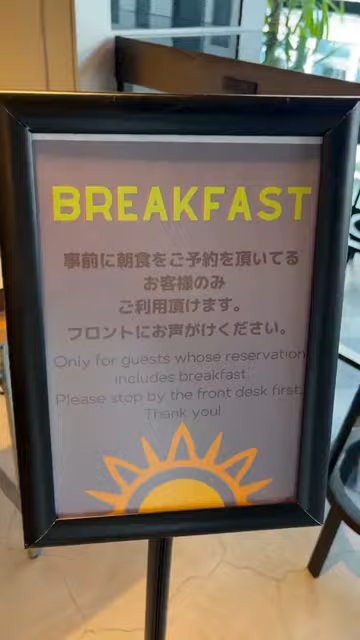 BREAKFAST
事前に朝食をご予約を頂いてる
お客様のみ
ご利用頂けます。
フロントにお声がけください。
Only for guests whose reservation
includes breakfast.
Please stop by the front desk first.
Thank you!